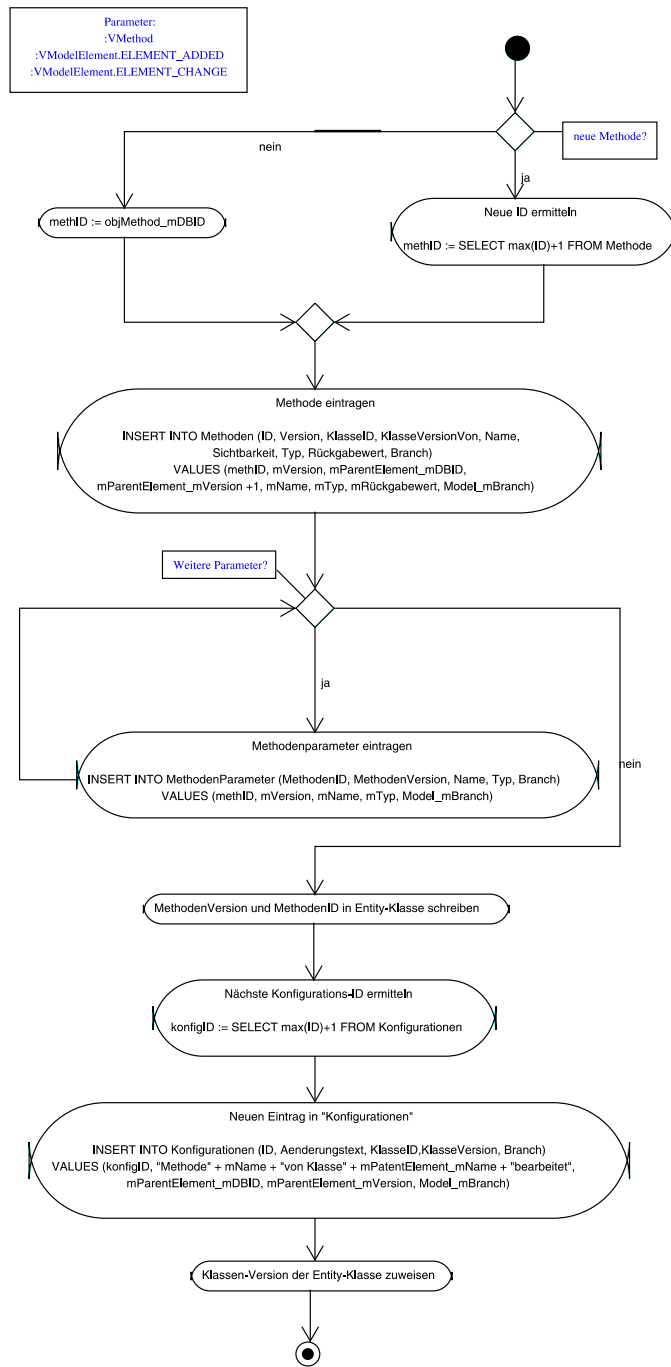 Parameter:
:VMethod
:VModelElement.ELEMENT_ADDED
:VModelElement.ELEMENT_CHANGE
neue Methode?
nein
ja
methID := objMethod_mDBID
Neue ID ermitteln
methID := SELECT max(ID)+1 FROM Methode
Methode eintragen
INSERT INTO Methoden (ID, Version, KlasseID, KlasseVersionVon, Name,
Sichtbarkeit, Typ, Rückgabewert, Branch)
VALUES (methID, mVersion, mParentElement_mDBID,
mParentElement_mVersion +1, mName, mTyp, mRückgabewert, Model_mBranch)
Weitere Parameter?
ja
Methodenparameter eintragen
INSERT INTO MethodenParameter (MethodenID, MethodenVersion, Name, Typ, Branch)
VALUES (methID, mVersion, mName, mTyp, Model_mBranch)
nein
MethodenVersion und MethodenID in Entity-Klasse schreiben
Nächste Konfigurations-ID ermitteln
konfigID := SELECT max(ID)+1 FROM Konfigurationen
Neuen Eintrag in "Konfigurationen"
INSERT INTO Konfigurationen (ID, Aenderungstext, KlasseID,KlasseVersion, Branch)
VALUES (konfigID, "Methode" + mName + "von Klasse" + mPatentElement_mName + "bearbeitet",
mParentElement_mDBID, mParentElement_mVersion, Model_mBranch)
Klassen-Version der Entity-Klasse zuweisen